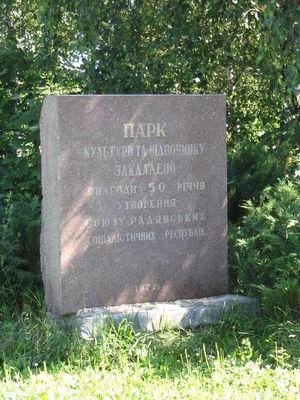 ПАРК
КУЛЬТУРИ ТА ВІДПОЧИНКУ
ЗАКЛАДЕНО
З НАГОДИ 50 РІЧЧЯ
УТВОРЕННЯ
СОЮЗУ РАДЯНСЬКИХ
СОЦІАЛІСТИЧНИХ РЕСПУБЛІК